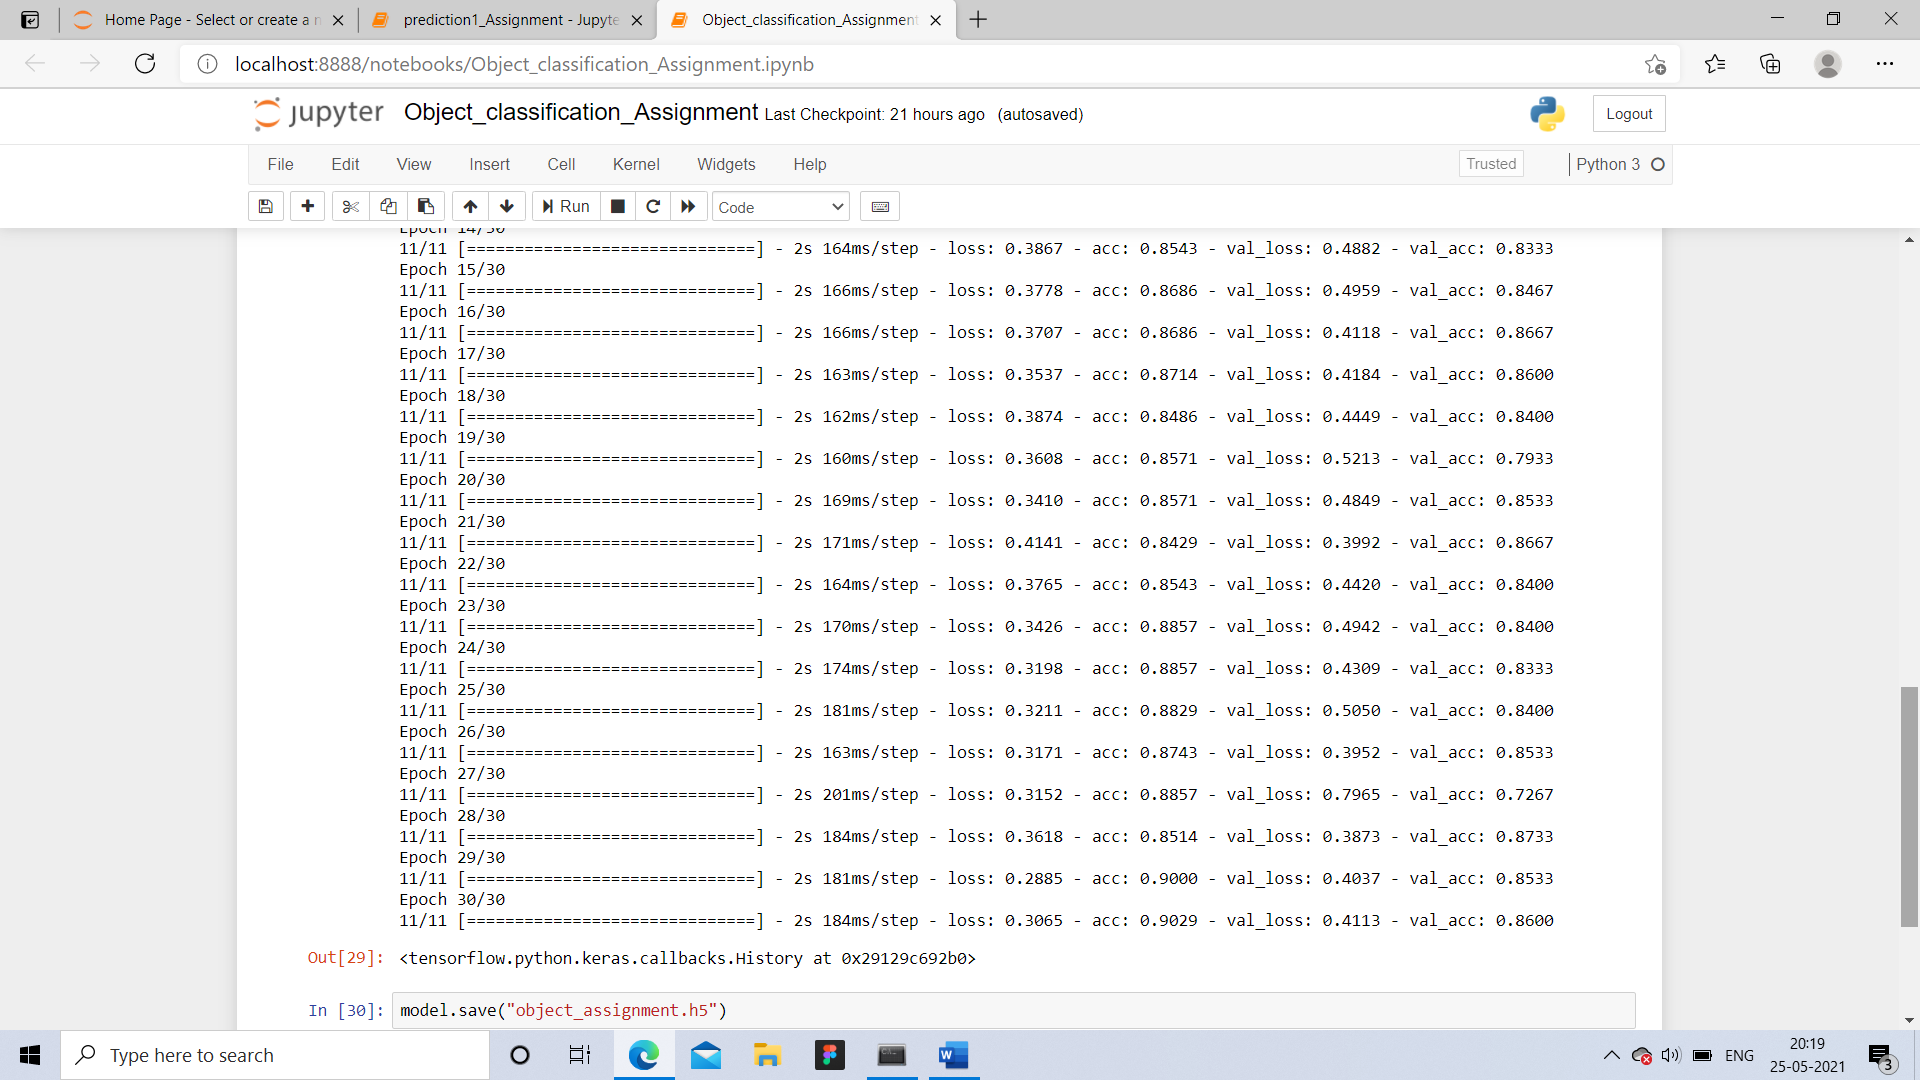 Home Page - Select or create a n
prediction1_Assignment - Jupyte
Object_classification_Assignment
localhost:8888/notebooks/Object_classification_Assignment.ipynb
jupyter Object_classification_Assignment Last Checkpoint: 21 hours ago (autosaved)
Logout
File Edit View Insert Cell Kernel Widgets Help
Trusted
Python 3
Run
Code
Epoch 14/30
11/11 [==============================] - 2s 164ms/step - loss: 0.3867 - acc: 0.8543 - val_loss: 0.4882 - val_acc: 0.8333
Epoch 15/30
11/11 [==============================] - 2s 166ms/step - loss: 0.3778 - acc: 0.8686 - val_loss: 0.4959 - val_acc: 0.8467
Epoch 16/30
11/11 [==============================] - 2s 166ms/step - loss: 0.3707 - acc: 0.8686 - val_loss: 0.4118 - val_acc: 0.8667
Epoch 17/30
11/11 [==============================] - 2s 163ms/step - loss: 0.3537 - acc: 0.8714 - val_loss: 0.4184 - val_acc: 0.8600
Epoch 18/30
11/11 [==============================] - 2s 162ms/step - loss: 0.3874 - acc: 0.8486 - val_loss: 0.4449 - val_acc: 0.8400
Epoch 19/30
11/11 [==============================] - 2s 160ms/step - loss: 0.3608 - acc: 0.8571 - val_loss: 0.5213 - val_acc: 0.7933
Epoch 20/30
11/11 [==============================] - 2s 169ms/step - loss: 0.3410 - acc: 0.8571 - val_loss: 0.4849 - val_acc: 0.8533
Epoch 21/30
11/11 [==============================] - 2s 171ms/step - loss: 0.4141 - acc: 0.8429 - val_loss: 0.3992 - val_acc: 0.8667
Epoch 22/30
11/11 [==============================] - 2s 164ms/step - loss: 0.3765 - acc: 0.8543 - val_loss: 0.4420 - val_acc: 0.8400
Epoch 23/30
11/11 [==============================] - 2s 170ms/step - loss: 0.3426 - acc: 0.8857 - val_loss: 0.4942 - val_acc: 0.8400
Epoch 24/30
11/11 [==============================] - 2s 174ms/step - loss: 0.3198 - acc: 0.8857 - val_loss: 0.4309 - val_acc: 0.8333
Epoch 25/30
11/11 [==============================] - 2s 181ms/step - loss: 0.3211 - acc: 0.8829 - val_loss: 0.5050 - val_acc: 0.8400
Epoch 26/30
11/11 [==============================] - 2s 163ms/step - loss: 0.3171 - acc: 0.8743 - val_loss: 0.3952 - val_acc: 0.8533
Epoch 27/30
11/11 [==============================] - 2s 201ms/step - loss: 0.3152 - acc: 0.8857 - val_loss: 0.7965 - val_acc: 0.7267
Epoch 28/30
11/11 [==============================] - 2s 184ms/step - loss: 0.3618 - acc: 0.8514 - val_loss: 0.3873 - val_acc: 0.8733
Epoch 29/30
11/11 [==============================] - 2s 181ms/step - loss: 0.2885 - acc: 0.9000 - val_loss: 0.4037 - val_acc: 0.8533
Epoch 30/30
11/11 [==============================] - 2s 184ms/step - loss: 0.3065 - acc: 0.9029 - val_loss: 0.4113 - val_acc: 0.8600
Out[29]: <tensorflow.python.keras.callbacks.History at 0x29129c692b0>
In [30]: model.save("object_assignment.h5")
Type here to search
ENG
20:19
25-05-2021
3